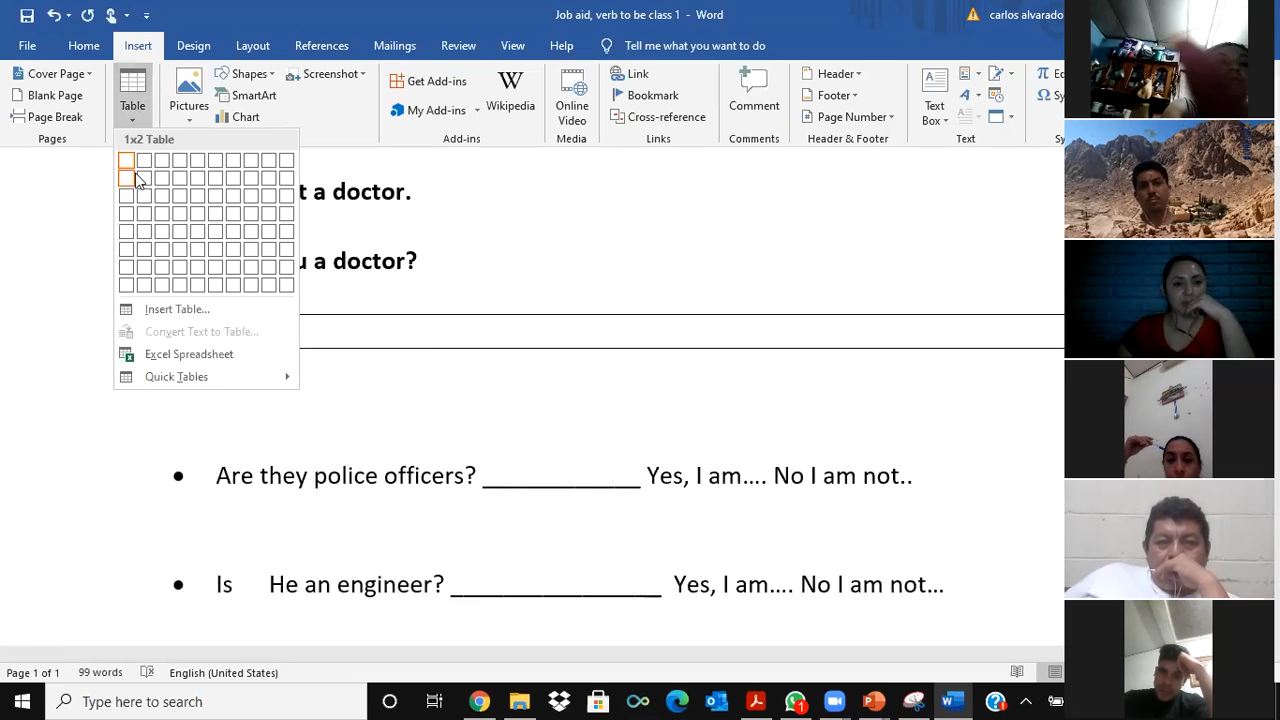 Job aid, verb to be class 1 - Word
carlos alvarado
File Home Insert Design Layout References Mailings Review View Help Tell me what you want to do
Cover Page
Blank Page
Page Break
Pages
Table
Pictures
Shapes
SmartArt
Chart
Screenshot
Get Add-ins
My Add-ins
Wikipedia
Add-ins
Online Video
Media
Link
Bookmark
Cross-reference
Links
Comment
Comments
Header
Footer
Page Number
Header & Footer
Text Box
Text
1x2 Table
Insert Table...
Convert Text to Table...
Excel Spreadsheet
Quick Tables
t a doctor.
u a doctor?
• Are they police officers? ____________ Yes, I am.... No I am not..
• Is He an engineer? ________________ Yes, I am.... No I am not...
Page 1 of 1 99 words English (United States)
Type here to search
1